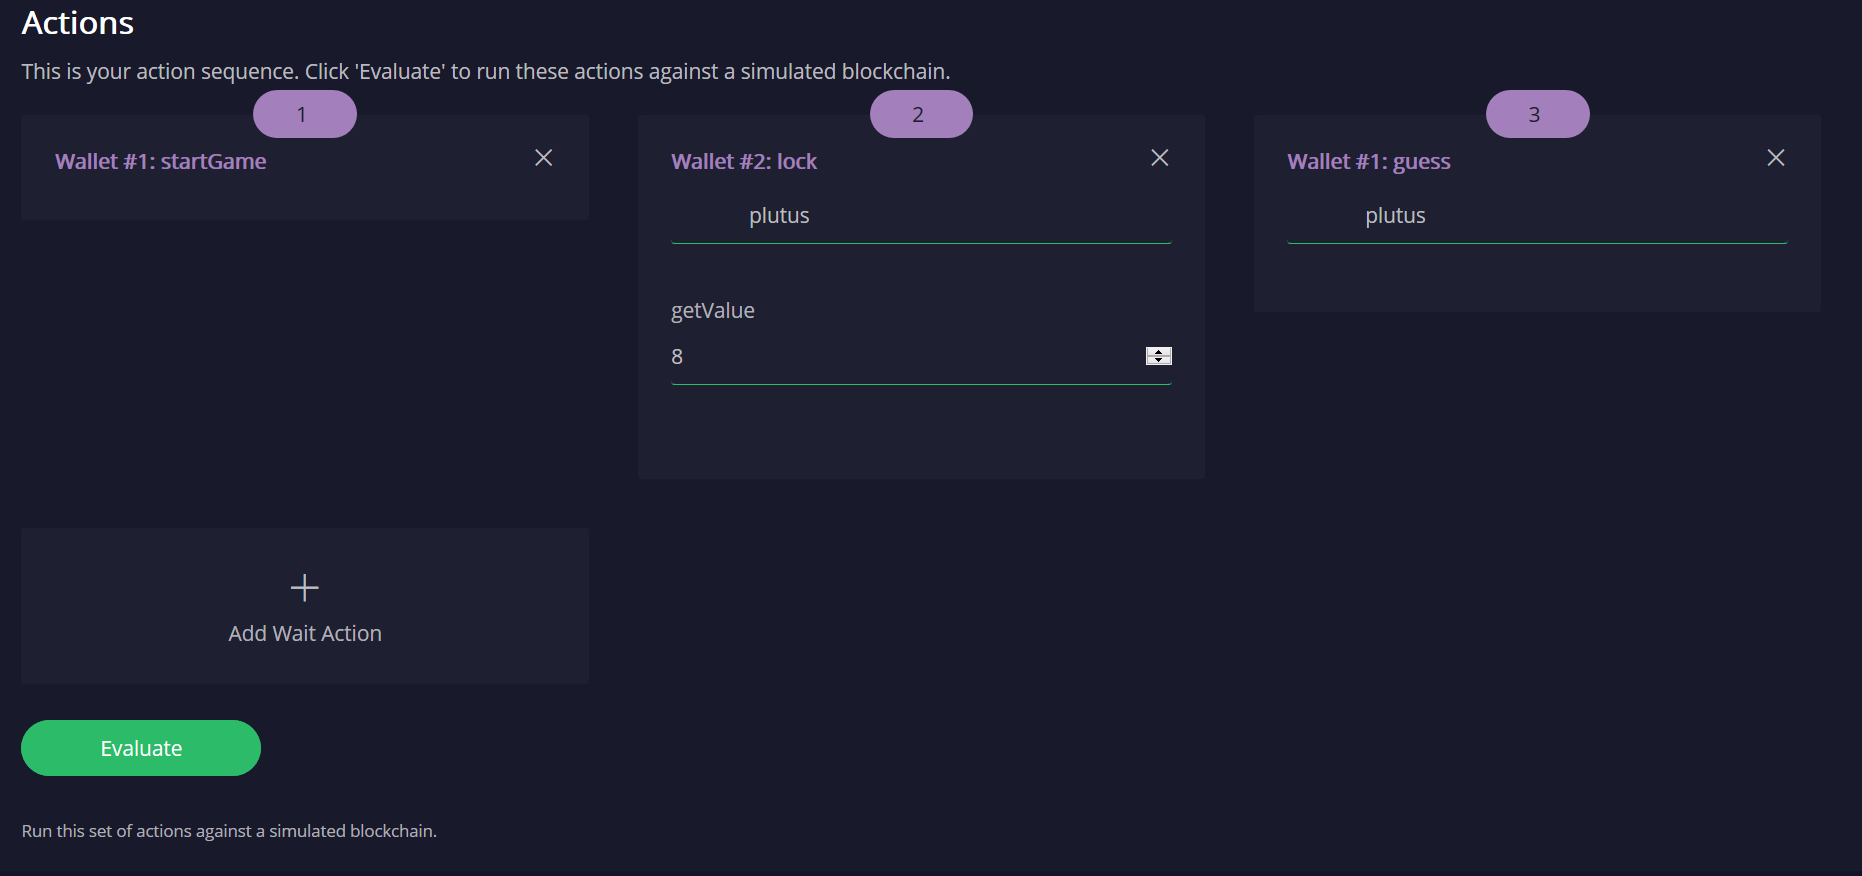 Actions
This is your action sequence. Click 'Evaluate' to run these actions against a simulated blockchain.
1
Wallet #1: startGame
2
Wallet #2: lock
plutus
getValue
8
3
Wallet #1: guess
plutus
Add Wait Action
Evaluate
Run this set of actions against a simulated blockchain.